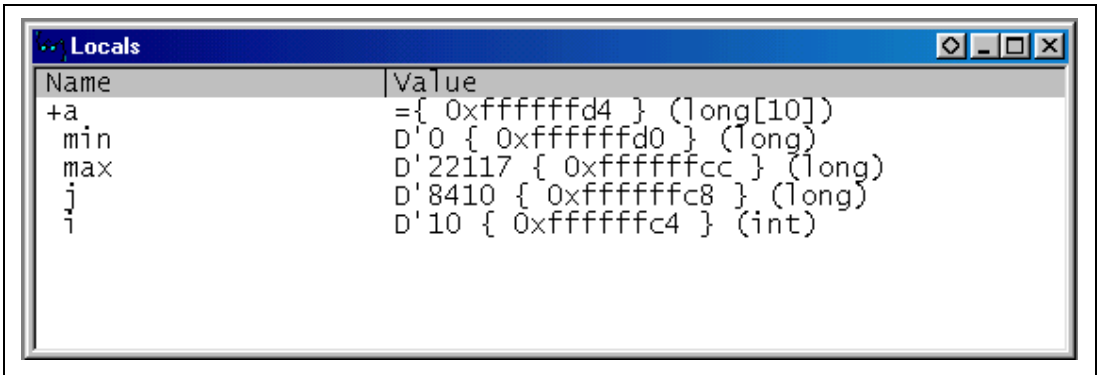 Locals
Name Value
+a ={ 0xffffffd4 } (long[10])
min D'0 { 0xffffffd0 } (long)
max D'22117 { 0xffffffcc } (long)
j D'8410 { 0xffffffc8 } (long)
i D'10 { 0xffffffc4 } (int)